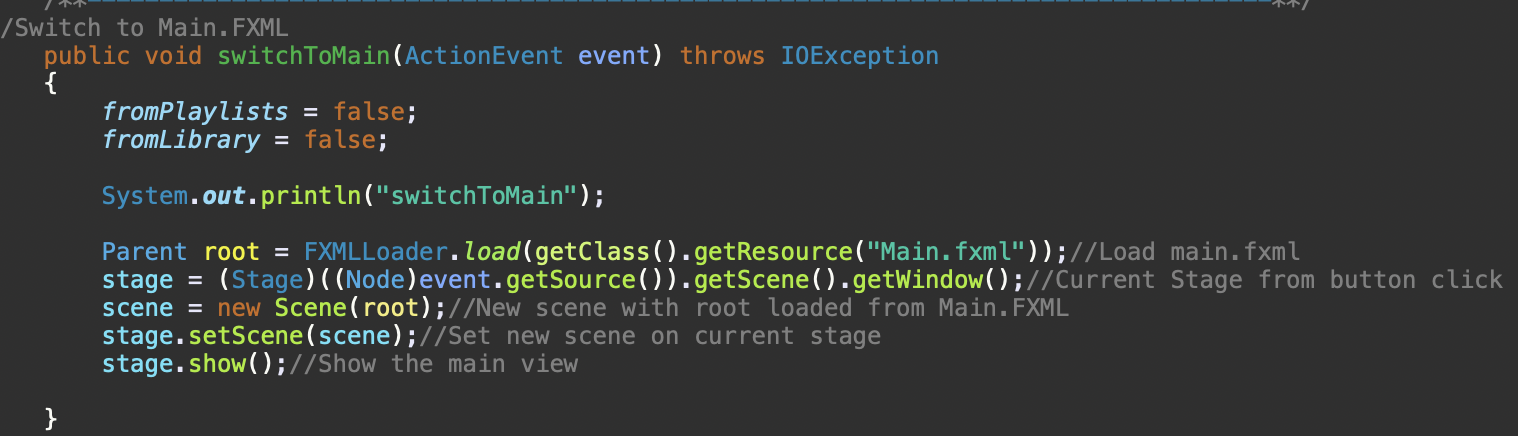 /**-----------------------------------------------------------------------------------**/
/Switch to Main.FXML
public void switchToMain(ActionEvent event) throws IOException
{
fromPlaylists = false;
fromLibrary = false;
System.out.println("switchToMain");
Parent root = FXMLLoader.load(getClass().getResource("Main.fxml"));//Load main.fxml
stage = (Stage)((Node)event.getSource()).getScene().getWindow();//Current Stage from button click
scene = new Scene(root);//New scene with root loaded from Main.FXML
stage.setScene(scene);//Set new scene on current stage
stage.show();//Show the main view
}